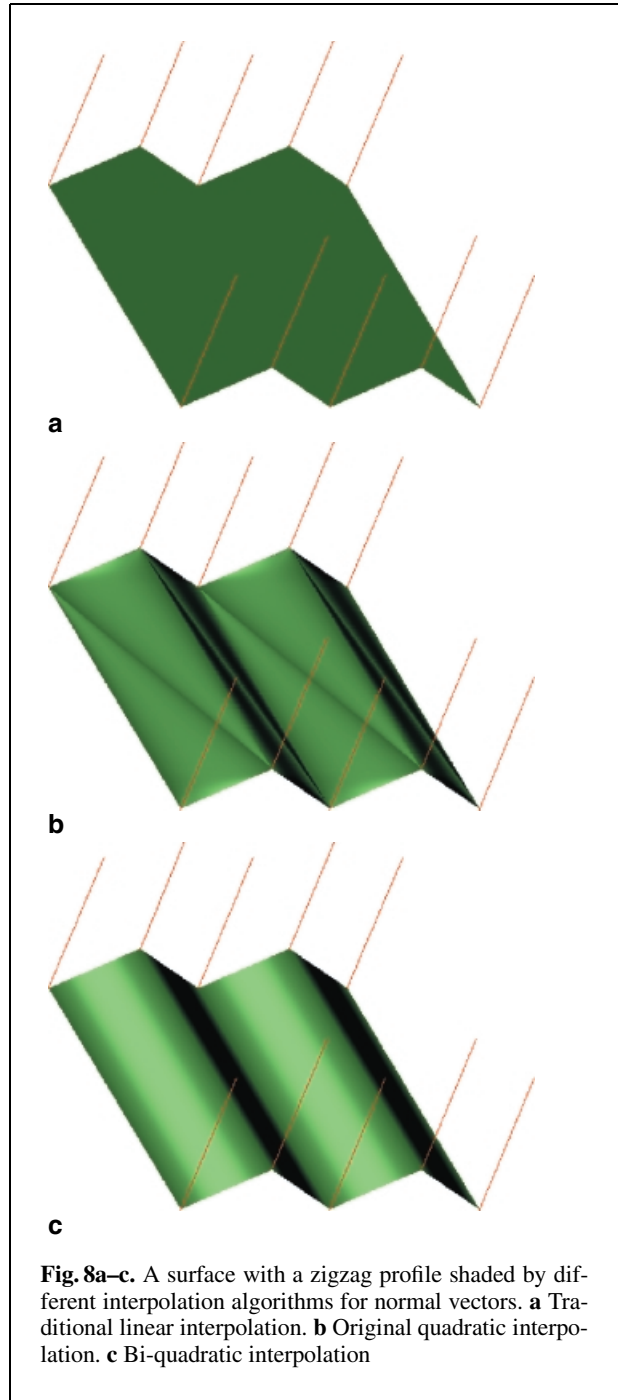 a
b
c
Fig. 8a–c. A surface with a zigzag profile shaded by dif-
ferent interpolation algorithms for normal vectors. a Tra-
ditional linear interpolation. b Original quadratic interpo-
lation. c Bi-quadratic interpolation